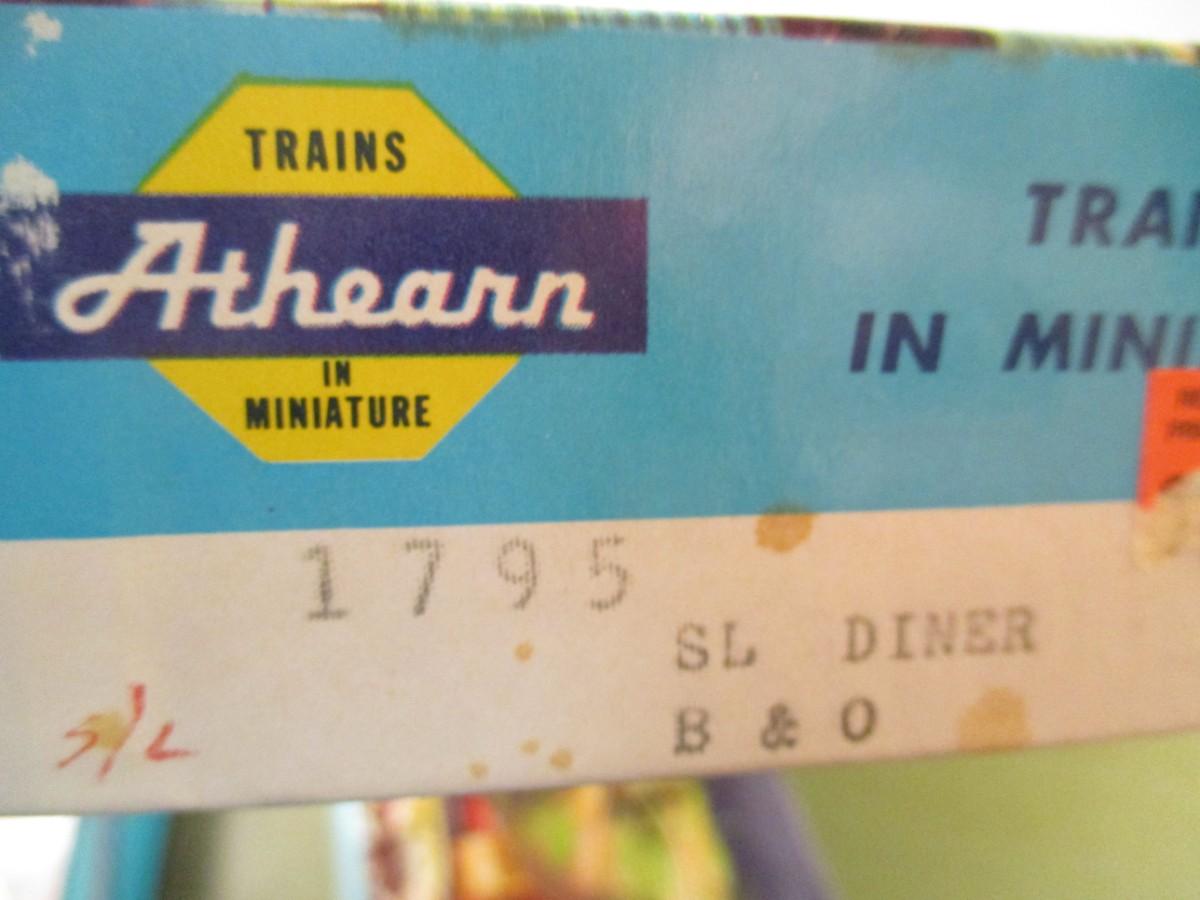 TRAINS
Athearn
IN
MINIATURE
TRAI
IN MINI
1795
SL DINER
B & O
S/L